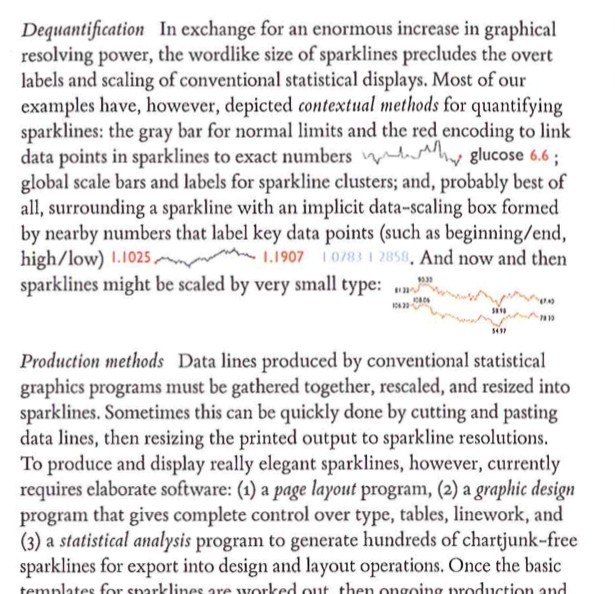 Dequantification In exchange for an enormous increase in graphical
resolving power, the wordlike size of sparklines precludes the overt
labels and scaling of conventional statistical displays. Most of our
examples have, however, depicted contextual methods for quantifying
sparklines: the gray bar for normal limits and the red encoding to link
data points in sparklines to exact numbers glucose 6.6 ;
global scale bars and labels for sparkline clusters; and, probably best of
all, surrounding a sparkline with an implicit data-scaling box formed
by nearby numbers that label key data points (such as beginning/end,
high/low) 1.1025 1.1907 1.0783 1.2858. And now and then
sparklines might be scaled by very small type:
Production methods Data lines produced by conventional statistical
graphics programs must be gathered together, rescaled, and resized into
sparklines. Sometimes this can be quickly done by cutting and pasting
data lines, then resizing the printed output to sparkline resolutions.
To produce and display really elegant sparklines, however, currently
requires elaborate software: (1) a page layout program, (2) a graphic design
program that gives complete control over type, tables, linework, and
(3) a statistical analysis program to generate hundreds of chartjunk-free
sparklines for export into design and layout operations. Once the basic
templates for sparklines are worked out, then ongoing production and